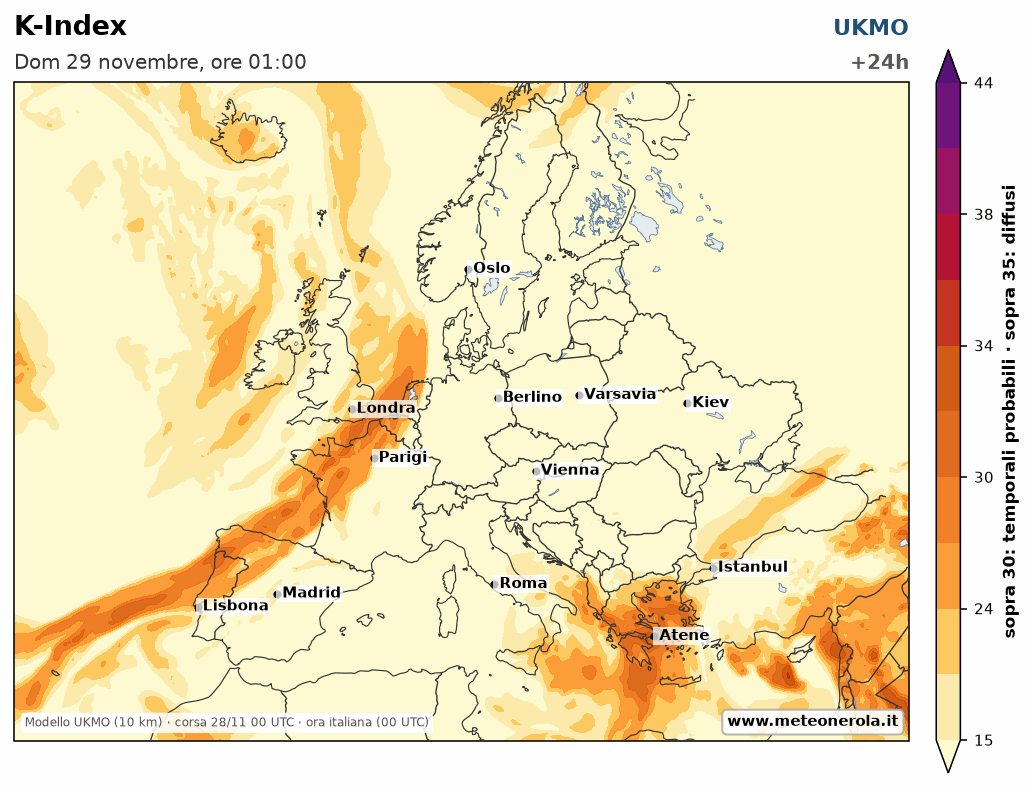 K-Index
UKMO
Dom 29 novembre, ore 01:00
+24h
44
38
34
30
24
15
sopra 30: temporali probabili · sopra 35: diffusi
Oslo
Berlino
Varsavia
Kiev
Londra
Parigi
Vienna
Istanbul
Roma
Madrid
Lisbona
Atene
Modello UKMO (10 km) · corsa 28/11 00 UTC · ora italiana (00 UTC)
www.meteonerola.it